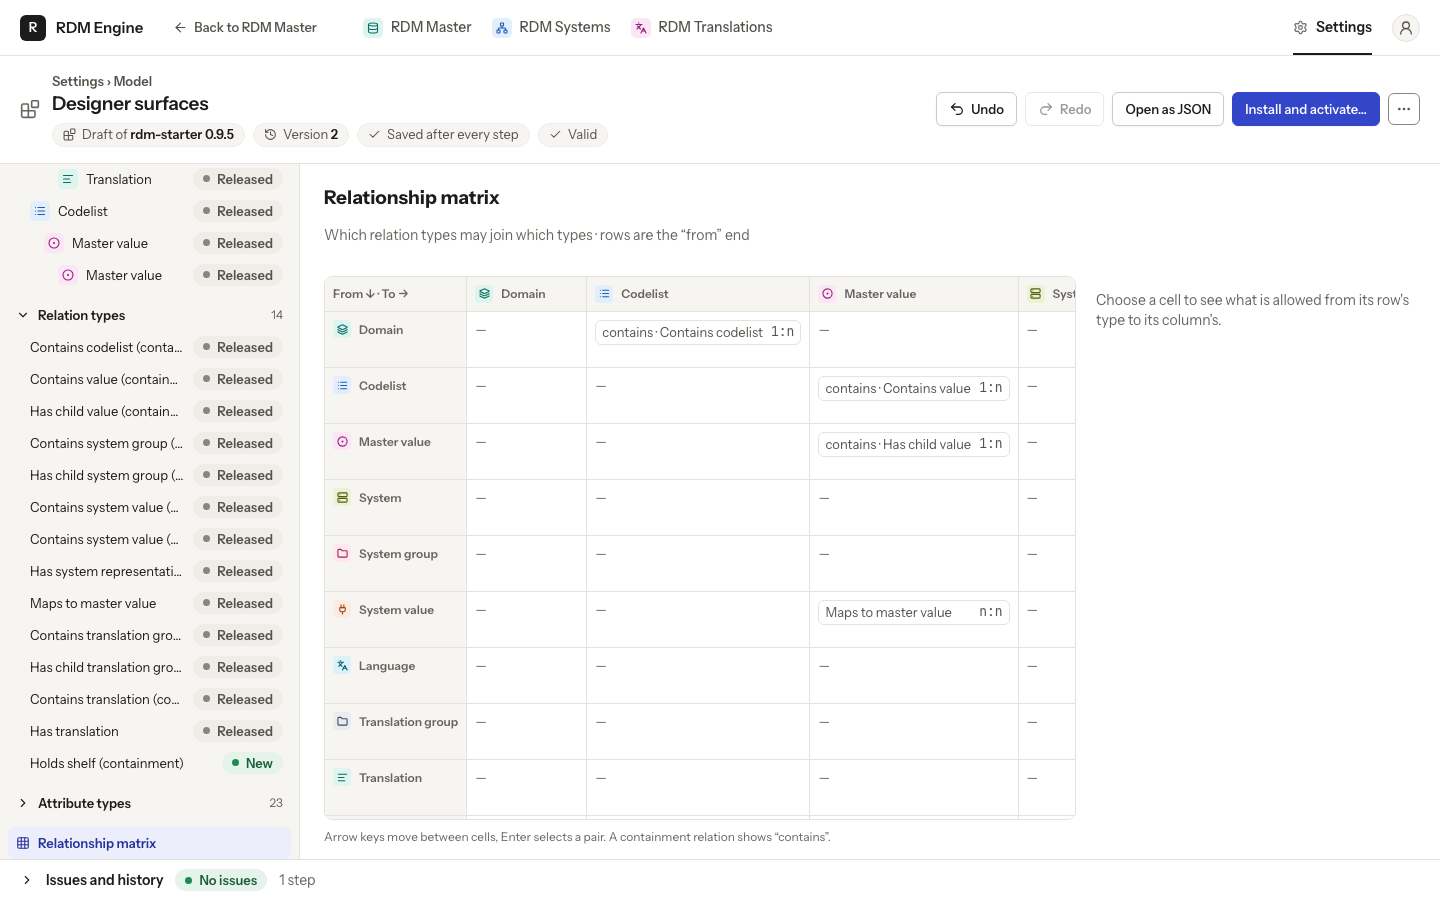 R RDM Engine Back to RDM Master RDM Master RDM Systems RDM Translations Settings
Settings › Model
Designer surfaces
Draft of rdm-starter 0.9.5 Version 2 Saved after every step Valid
Undo Redo Open as JSON Install and activate... ...
Translation Released
Codelist Released
Master value Released
Master value Released
Relation types 14
Contains codelist (conta... Released
Contains value (contain... Released
Has child value (contain... Released
Contains system group (... Released
Has child system group (... Released
Contains system value (... Released
Contains system value (... Released
Has system representati... Released
Maps to master value Released
Contains translation gro... Released
Has child translation gro... Released
Contains translation (co... Released
Has translation Released
Holds shelf (containment) New
Attribute types 23
Relationship matrix
Relationship matrix
Which relation types may join which types · rows are the “from” end
From ↓ · To → Domain Codelist Master value Syst
Domain — contains · Contains codelist 1:n — —
Codelist — — contains · Contains value 1:n —
Master value — — contains · Has child value 1:n —
System — — — —
System group — — — —
System value — — Maps to master value n:n —
Language — — — —
Translation group — — — —
Translation — — — —
Arrow keys move between cells, Enter selects a pair. A containment relation shows “contains”.
Choose a cell to see what is allowed from its row's
type to its column's.
Issues and history No issues 1 step